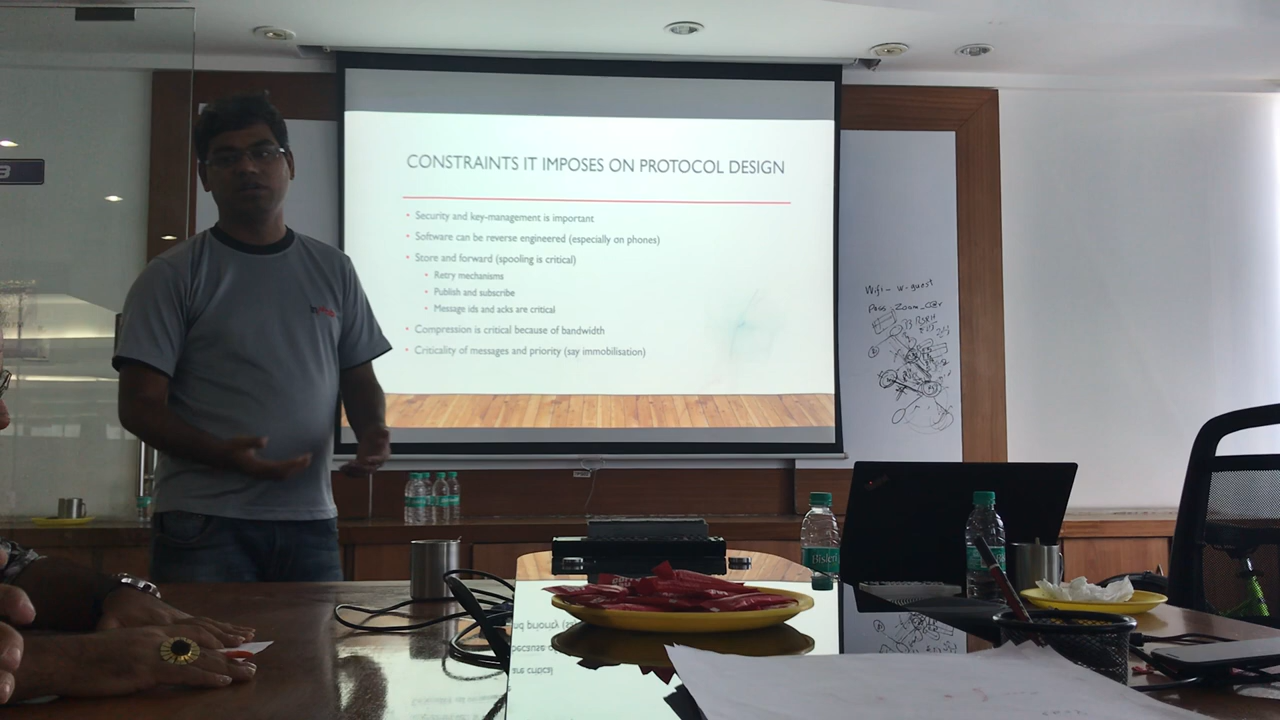 CONSTRAINTS IT IMPOSES ON PROTOCOL DESIGN
• Security and key-management is important
• Software can be reverse engineered (especially on phones)
• Store and forward (spooling is critical)
• Retry mechanisms
• Publish and subscribe
• Message ids and acks are critical
• Compression is critical because of bandwidth
• Criticality of messages and priority (say immobilisation)
Wifi - w-guest